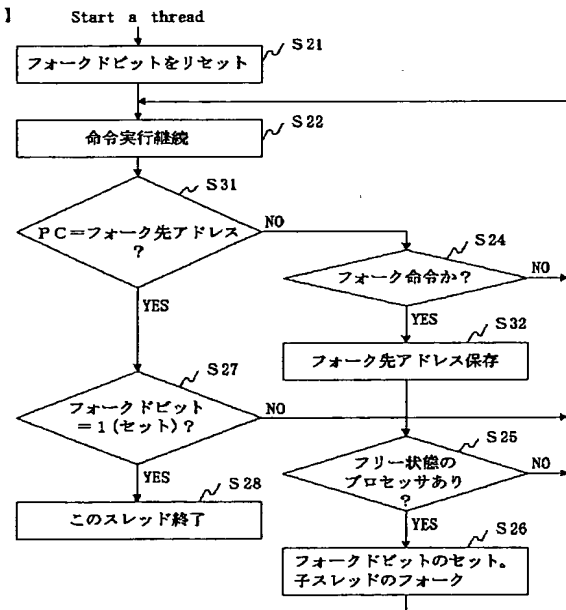 】
Start a thread
S21
フォークドビットをリセット
S22
命令実行継続
S31
PC=フォーク先アドレス
?
NO
YES
S24
フォーク命令か?
NO
YES
S32
フォーク先アドレス保存
S27
フォークドビット
=1(セット)?
NO
YES
S25
フリー状態の
プロセッサあり
?
NO
YES
S28
このスレッド終了
S26
フォークドビットのセット。
子スレッドのフォーク